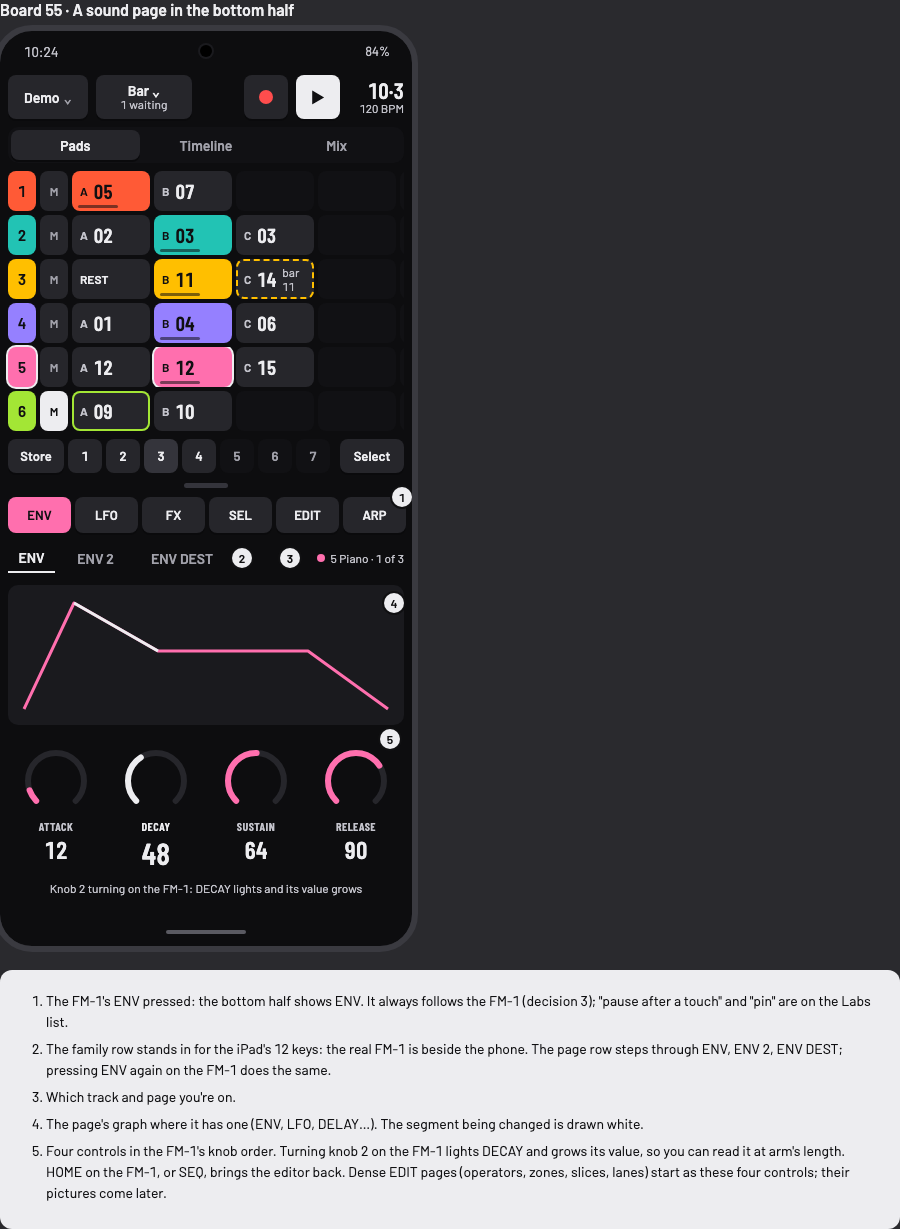 Board 55 · A sound page in the bottom half
10:24
84%
Demo
Bar
1 waiting
10·3
120 BPM
Pads
Timeline
Mix
1 M A 05 B 07
2 M A 02 B 03 C 03
3 M REST B 11 C 14 bar 11
4 M A 01 B 04 C 06
5 M A 12 B 12 C 15
6 M A 09 B 10
Store 1 2 3 4 5 6 7 Select
1
ENV LFO FX SEL EDIT ARP
ENV ENV 2 ENV DEST 2 3 5 Piano · 1 of 3
4
5
ATTACK DECAY SUSTAIN RELEASE
12 48 64 90
Knob 2 turning on the FM-1: DECAY lights and its value grows
1. The FM-1's ENV pressed: the bottom half shows ENV. It always follows the FM-1 (decision 3); "pause after a touch" and "pin" are on the Labs
list.
2. The family row stands in for the iPad's 12 keys: the real FM-1 is beside the phone. The page row steps through ENV, ENV 2, ENV DEST;
pressing ENV again on the FM-1 does the same.
3. Which track and page you're on.
4. The page's graph where it has one (ENV, LFO, DELAY…). The segment being changed is drawn white.
5. Four controls in the FM-1's knob order. Turning knob 2 on the FM-1 lights DECAY and grows its value, so you can read it at arm's length.
HOME on the FM-1, or SEQ, brings the editor back. Dense EDIT pages (operators, zones, slices, lanes) start as these four controls; their
pictures come later.